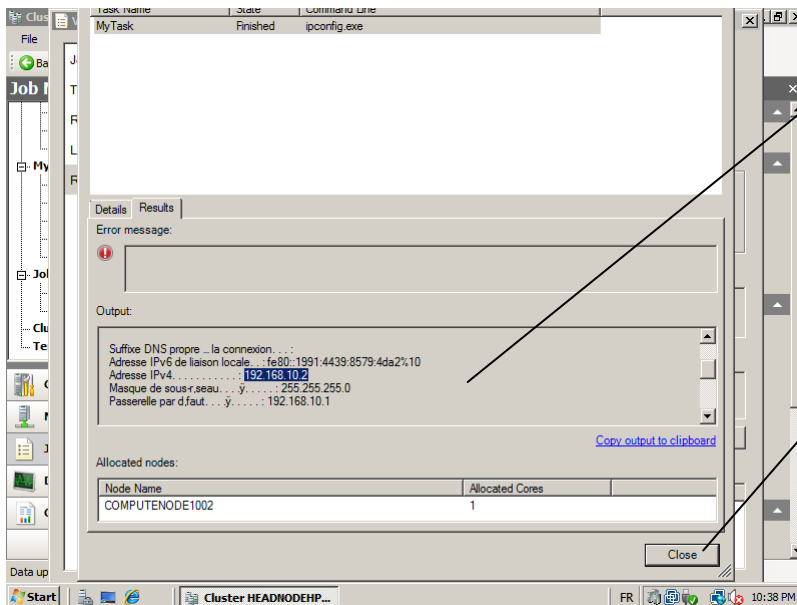 Task Name State Command Line
Clus
V
MyTask Finished ipconfig.exe
File
Ba
J
Job
T
R
L
My
R
Details Results
Error message:
Job
Output:
Clu
Te
Suffixe DNS propre … la connexion. . . :
Adresse IPv6 de liaison locale. . : fe80::1991:4439:8579:4da2%10
Adresse IPv4. . . . . . . . . . . : 192.168.10.2
Masque de sous-r‚seau. . . .ÿ. . . . . : 255.255.255.0
Passerelle par d‚faut. . . .ÿ. . . . . : 192.168.10.1
Copy output to clipboard
Allocated nodes:
Node Name Allocated Cores
COMPUTENODE1002 1
Close
Data up
Start Cluster HEADNODEHP... FR 10:38 PM